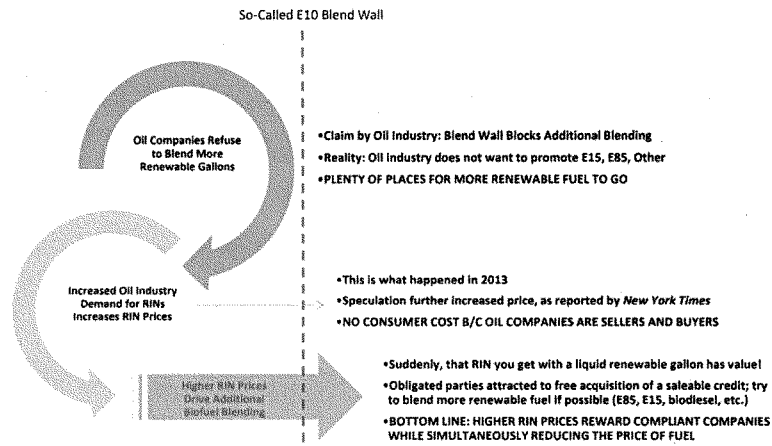 So-Called E10 Blend Wall
Oil Companies Refuse
to Blend More
Renewable Gallons
•Claim by Oil Industry: Blend Wall Blocks Additional Blending
•Reality: Oil industry does not want to promote E15, E85, Other
•PLENTY OF PLACES FOR MORE RENEWABLE FUEL TO GO
Increased Oil Industry
Demand for RINs
Increases RIN Prices
•This is what happened in 2013
•Speculation further increased price, as reported by New York Times
•NO CONSUMER COST B/C OIL COMPANIES ARE SELLERS AND BUYERS
Higher RIN Prices
Drive Additional
Biofuel Blending
•Suddenly, that RIN you get with a liquid renewable gallon has value!
•Obligated parties attracted to free acquisition of a saleable credit; try
to blend more renewable fuel if possible (E85, E15, biodiesel, etc.)
•BOTTOM LINE: HIGHER RIN PRICES REWARD COMPLIANT COMPANIES
WHILE SIMULTANEOUSLY REDUCING THE PRICE OF FUEL